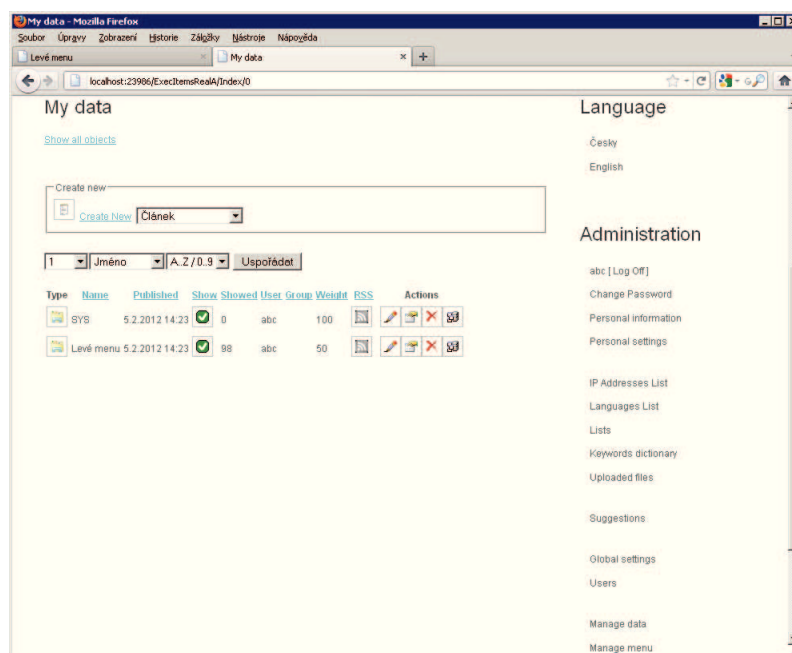 My data - Mozilla Firefox
Soubor Úpravy Zobrazení Historie Záložky Nástroje Nápověda
Levé menu × My data × +
localhost:23986/ExecItemsRealA/Index/0
My data
Show all objects
Create new
Create New Článek
1 Jméno A..Z / 0..9 Uspořádat
Type Name Published Show Showed User Group Weight RSS Actions
SYS 5.2.2012 14:23 0 abc 100
Levé menu 5.2.2012 14:23 98 abc 50
Language
Česky
English
Administration
abc [ Log Off ]
Change Password
Personal information
Personal settings
IP Addresses List
Languages List
Lists
Keywords dictionary
Uploaded files
Suggestions
Global settings
Users
Manage data
Manage menu